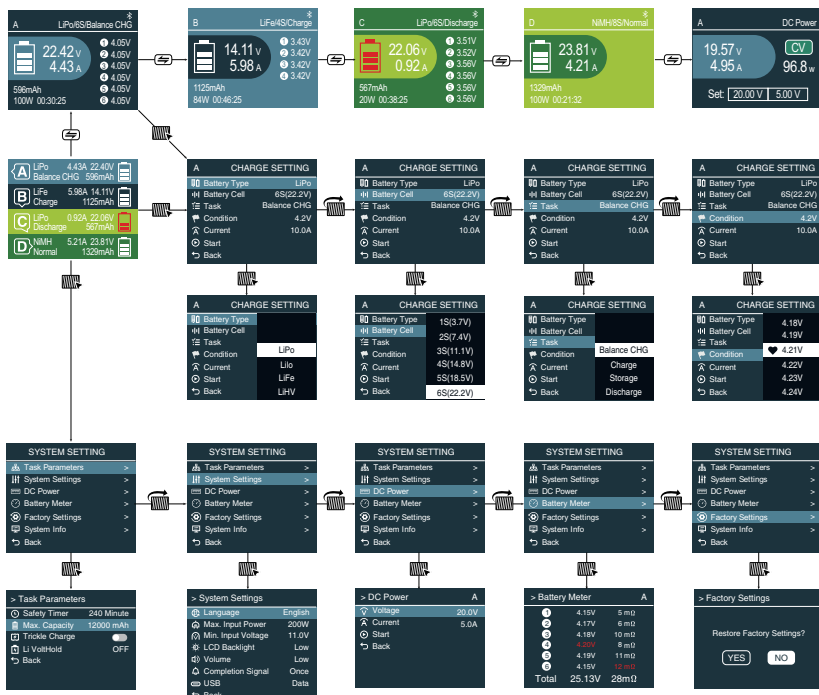 A LiPo/6S/Balance CHG
22.42 V
4.43 A
1 4.05V
2 4.05V
3 4.05V
4 4.05V
5 4.05V
6 4.05V
596mAh
100W 00:30:25
B LiFe/4S/Charge
14.11 V
5.98 A
1 3.43V
2 3.42V
3 3.42V
4 3.42V
1125mAh
84W 00:46:25
C LiPo/6S/Discharge
22.06 V
0.92 A
1 3.51V
2 3.52V
3 3.56V
4 3.56V
5 3.56V
6 3.56V
567mAh
20W 00:38:25
D NiMH/8S/Normal
23.81 V
4.21 A
1329mAh
100W 00:21:32
A DC Power
19.57 V
4.95 A
CV
96.8 w
Set: 20.00 V 5.00 V
A LiPo 4.43A 22.40V
Balance CHG 596mAh
B LiFe 5.98A 14.11V
Charge 1125mAh
C LiPo 0.92A 22.06V
Discharge 567mAh
D NiMH 5.21A 23.81V
Normal 1329mAh
A CHARGE SETTING
Battery Type LiPo
Battery Cell 6S(22.2V)
Task Balance CHG
Condition 4.2V
Current 10.0A
Start
Back
A CHARGE SETTING
Battery Type LiPo
Battery Cell 6S(22.2V)
Task Balance CHG
Condition 4.2V
Current 10.0A
Start
Back
A CHARGE SETTING
Battery Type LiPo
Battery Cell 6S(22.2V)
Task Balance CHG
Condition 4.2V
Current 10.0A
Start
Back
A CHARGE SETTING
Battery Type LiPo
Battery Cell 6S(22.2V)
Task Balance CHG
Condition 4.2V
Current 10.0A
Start
Back
A CHARGE SETTING
Battery Type
Battery Cell
Task
Condition
Current
Start
Back
LiPo
Lilo
LiFe
LiHV
A CHARGE SETTING
Battery Type
Battery Cell
Task
Condition
Current
Start
Back
1S(3.7V)
2S(7.4V)
3S(11.1V)
4S(14.8V)
5S(18.5V)
6S(22.2V)
A CHARGE SETTING
Battery Type
Battery Cell
Task
Condition
Current
Start
Back
Balance CHG
Charge
Storage
Discharge
A CHARGE SETTING
Battery Type
Battery Cell
Task
Condition
Current
Start
Back
4.18V
4.19V
4.21V
4.22V
4.23V
4.24V
SYSTEM SETTING
Task Parameters >
System Settings >
DC Power >
Battery Meter >
Factory Settings >
System Info >
Back
SYSTEM SETTING
Task Parameters >
System Settings >
DC Power >
Battery Meter >
Factory Settings >
System Info >
Back
SYSTEM SETTING
Task Parameters >
System Settings >
DC Power >
Battery Meter >
Factory Settings >
System Info >
Back
SYSTEM SETTING
Task Parameters >
System Settings >
DC Power >
Battery Meter >
Factory Settings >
System Info >
Back
SYSTEM SETTING
Task Parameters >
System Settings >
DC Power >
Battery Meter >
Factory Settings >
System Info >
Back
> Task Parameters
Safety Timer 240 Minute
Max. Capacity 12000 mAh
Trickle Charge
Li VoltHold OFF
Back
> System Settings
Language English
Max. Input Power 200W
Min. Input Voltage 11.0V
LCD Backlight Low
Volume Low
Completion Signal Once
USB Data
Back
> DC Power A
Voltage 20.0V
Current 5.0A
Start
Back
> Battery Meter A
1 4.15V 5 mΩ
2 4.17V 6 mΩ
3 4.18V 10 mΩ
4 4.20V 8 mΩ
5 4.19V 11 mΩ
6 4.15V 12 mΩ
Total 25.13V 28mΩ
> Factory Settings
Restore Factory Settings?
YES NO